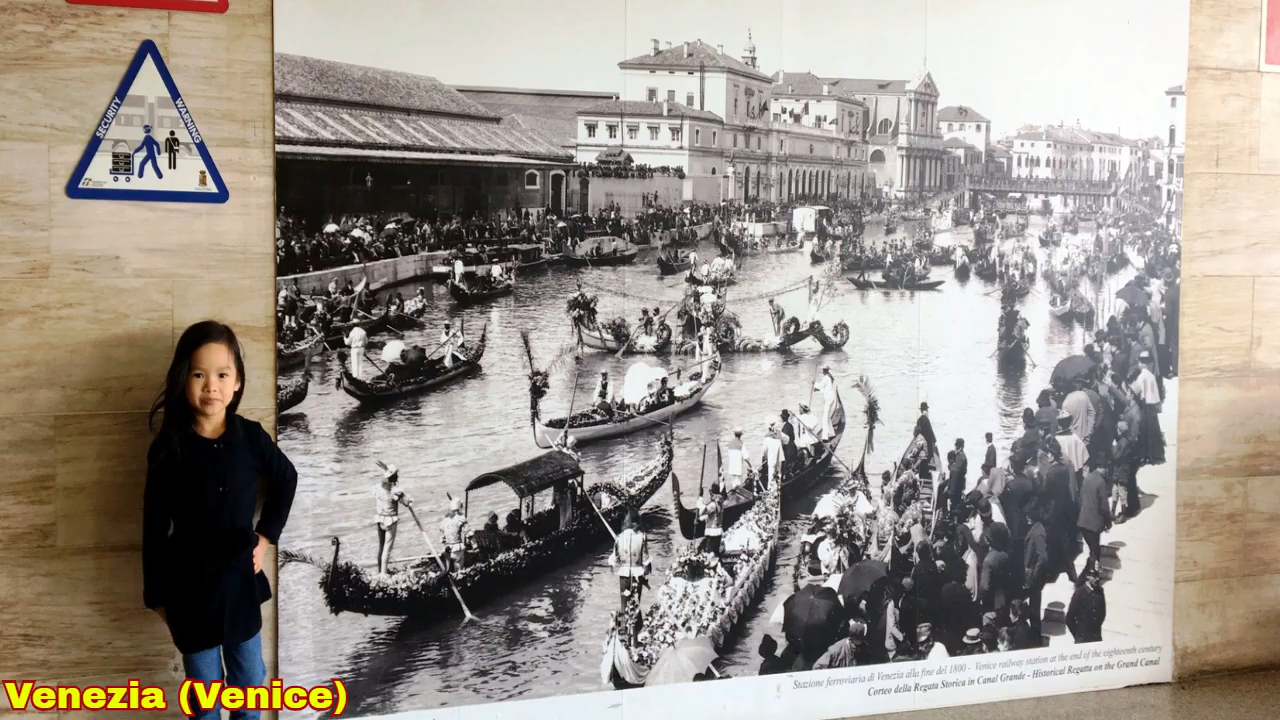 SECURITY WARNING
Stazione ferroviaria di Venezia alla fine del 1800 - Venice railway station at the end of the eighteenth century
Corteo della Regata Storica in Canal Grande - Historical Regatta on the Grand Canal
Venezia (Venice)